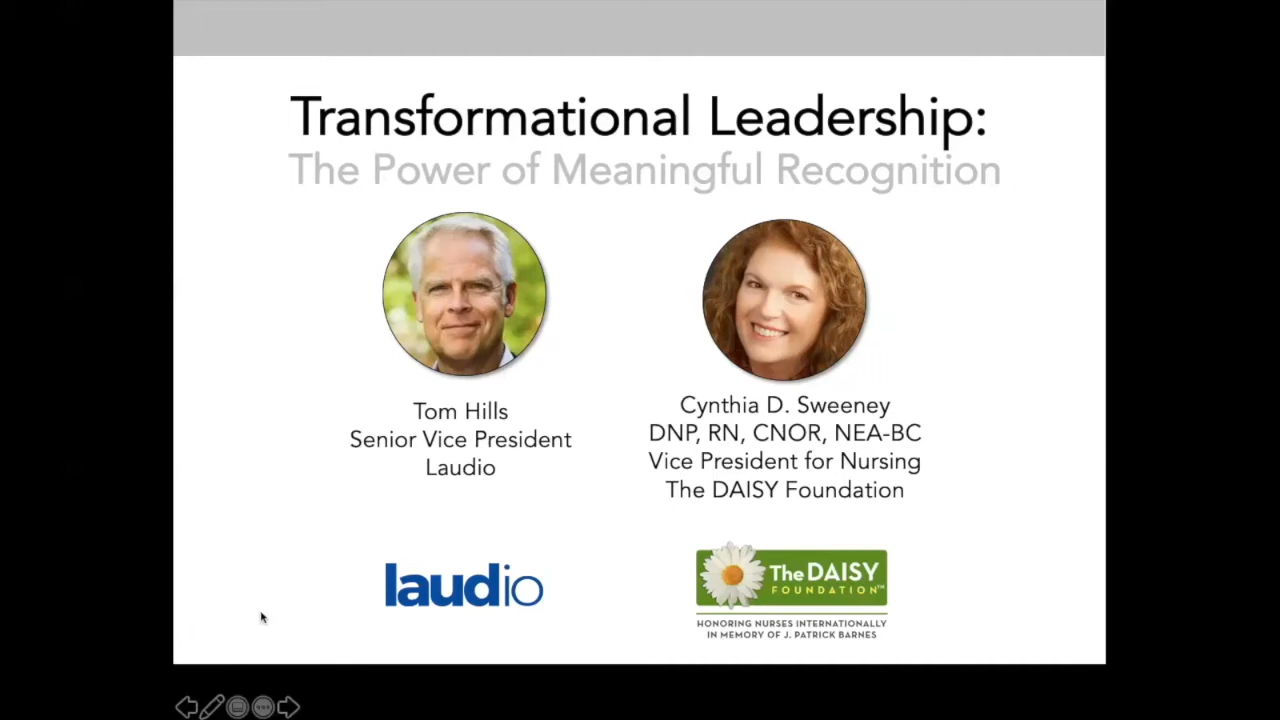 Transformational Leadership:
The Power of Meaningful Recognition
Tom Hills
Senior Vice President
Laudio
Cynthia D. Sweeney
DNP, RN, CNOR, NEA-BC
Vice President for Nursing
The DAISY Foundation
laudio
The DAISY
FOUNDATION™
HONORING NURSES INTERNATIONALLY
IN MEMORY OF J. PATRICK BARNES